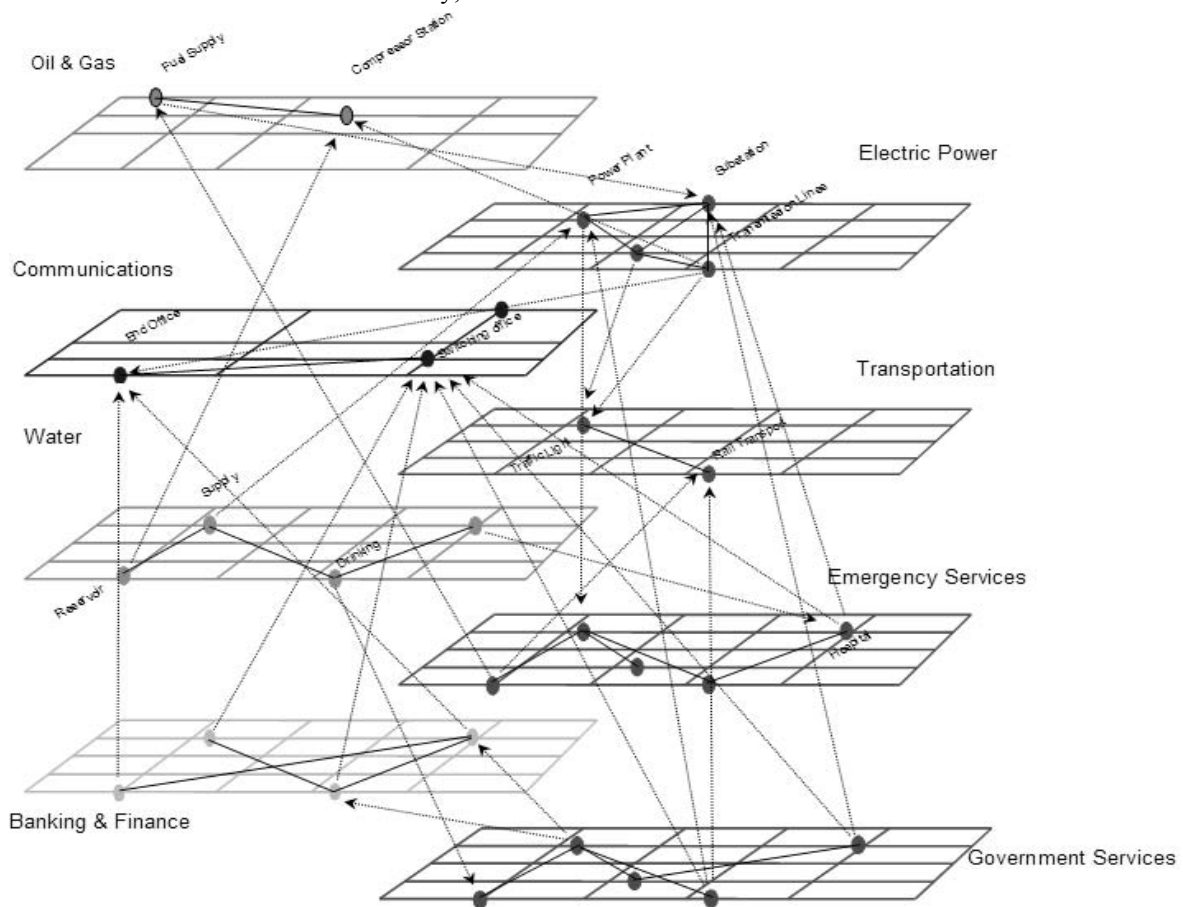 Fuel Supply
Compressor Station
Oil & Gas
Power Plant
Substation
Electric Power
Transmission Lines
Communications
End Office
Switching office
Transportation
Water
Supply
Traffic Light
Rail Transport
Drinking
Reservoir
Emergency Services
Hospital
Banking & Finance
Government Services